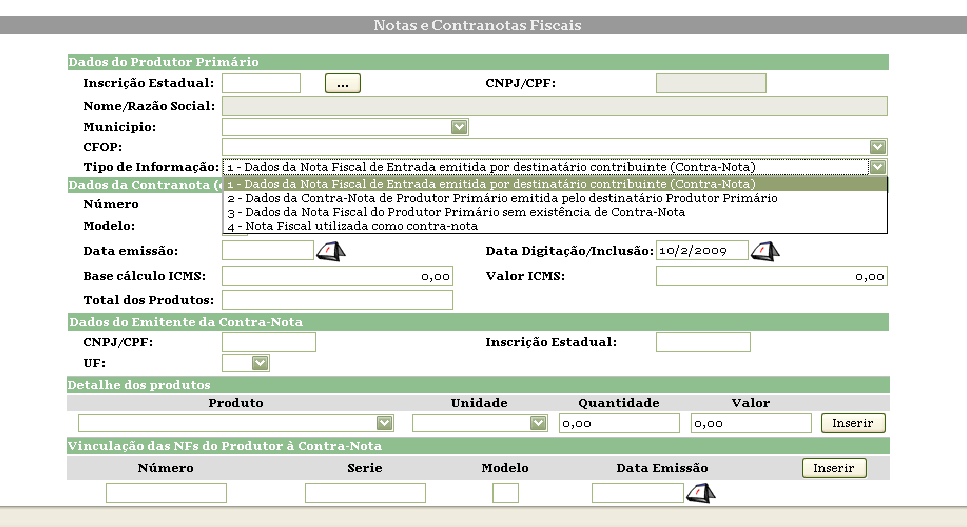 Notas e Contranotas Fiscais
Dados do Produtor Primário
Inscrição Estadual: ... CNPJ/CPF:
Nome/Razão Social:
Municipio:
CFOP:
Tipo de Informação: 1 - Dados da Nota Fiscal de Entrada emitida por destinatário contribuinte (Contra-Nota)
Dados da Contranota ( 1 - Dados da Nota Fiscal de Entrada emitida por destinatário contribuinte (Contra-Nota)
Número 2 - Dados da Contra-Nota de Produtor Primário emitida pelo destinatário Produtor Primário
3 - Dados da Nota Fiscal do Produtor Primário sem existência de Contra-Nota
Modelo: 4 - Nota Fiscal utilizada como contra-nota
Data emissão: Data Digitação/Inclusão: 10/2/2009
Base cálculo ICMS: 0,00 Valor ICMS: 0,00
Total dos Produtos:
Dados do Emitente da Contra-Nota
CNPJ/CPF: Inscrição Estadual:
UF:
Detalhe dos produtos
Produto Unidade Quantidade Valor
0,00 0,00 Inserir
Vinculação das NFs do Produtor à Contra-Nota
Número Serie Modelo Data Emissão Inserir